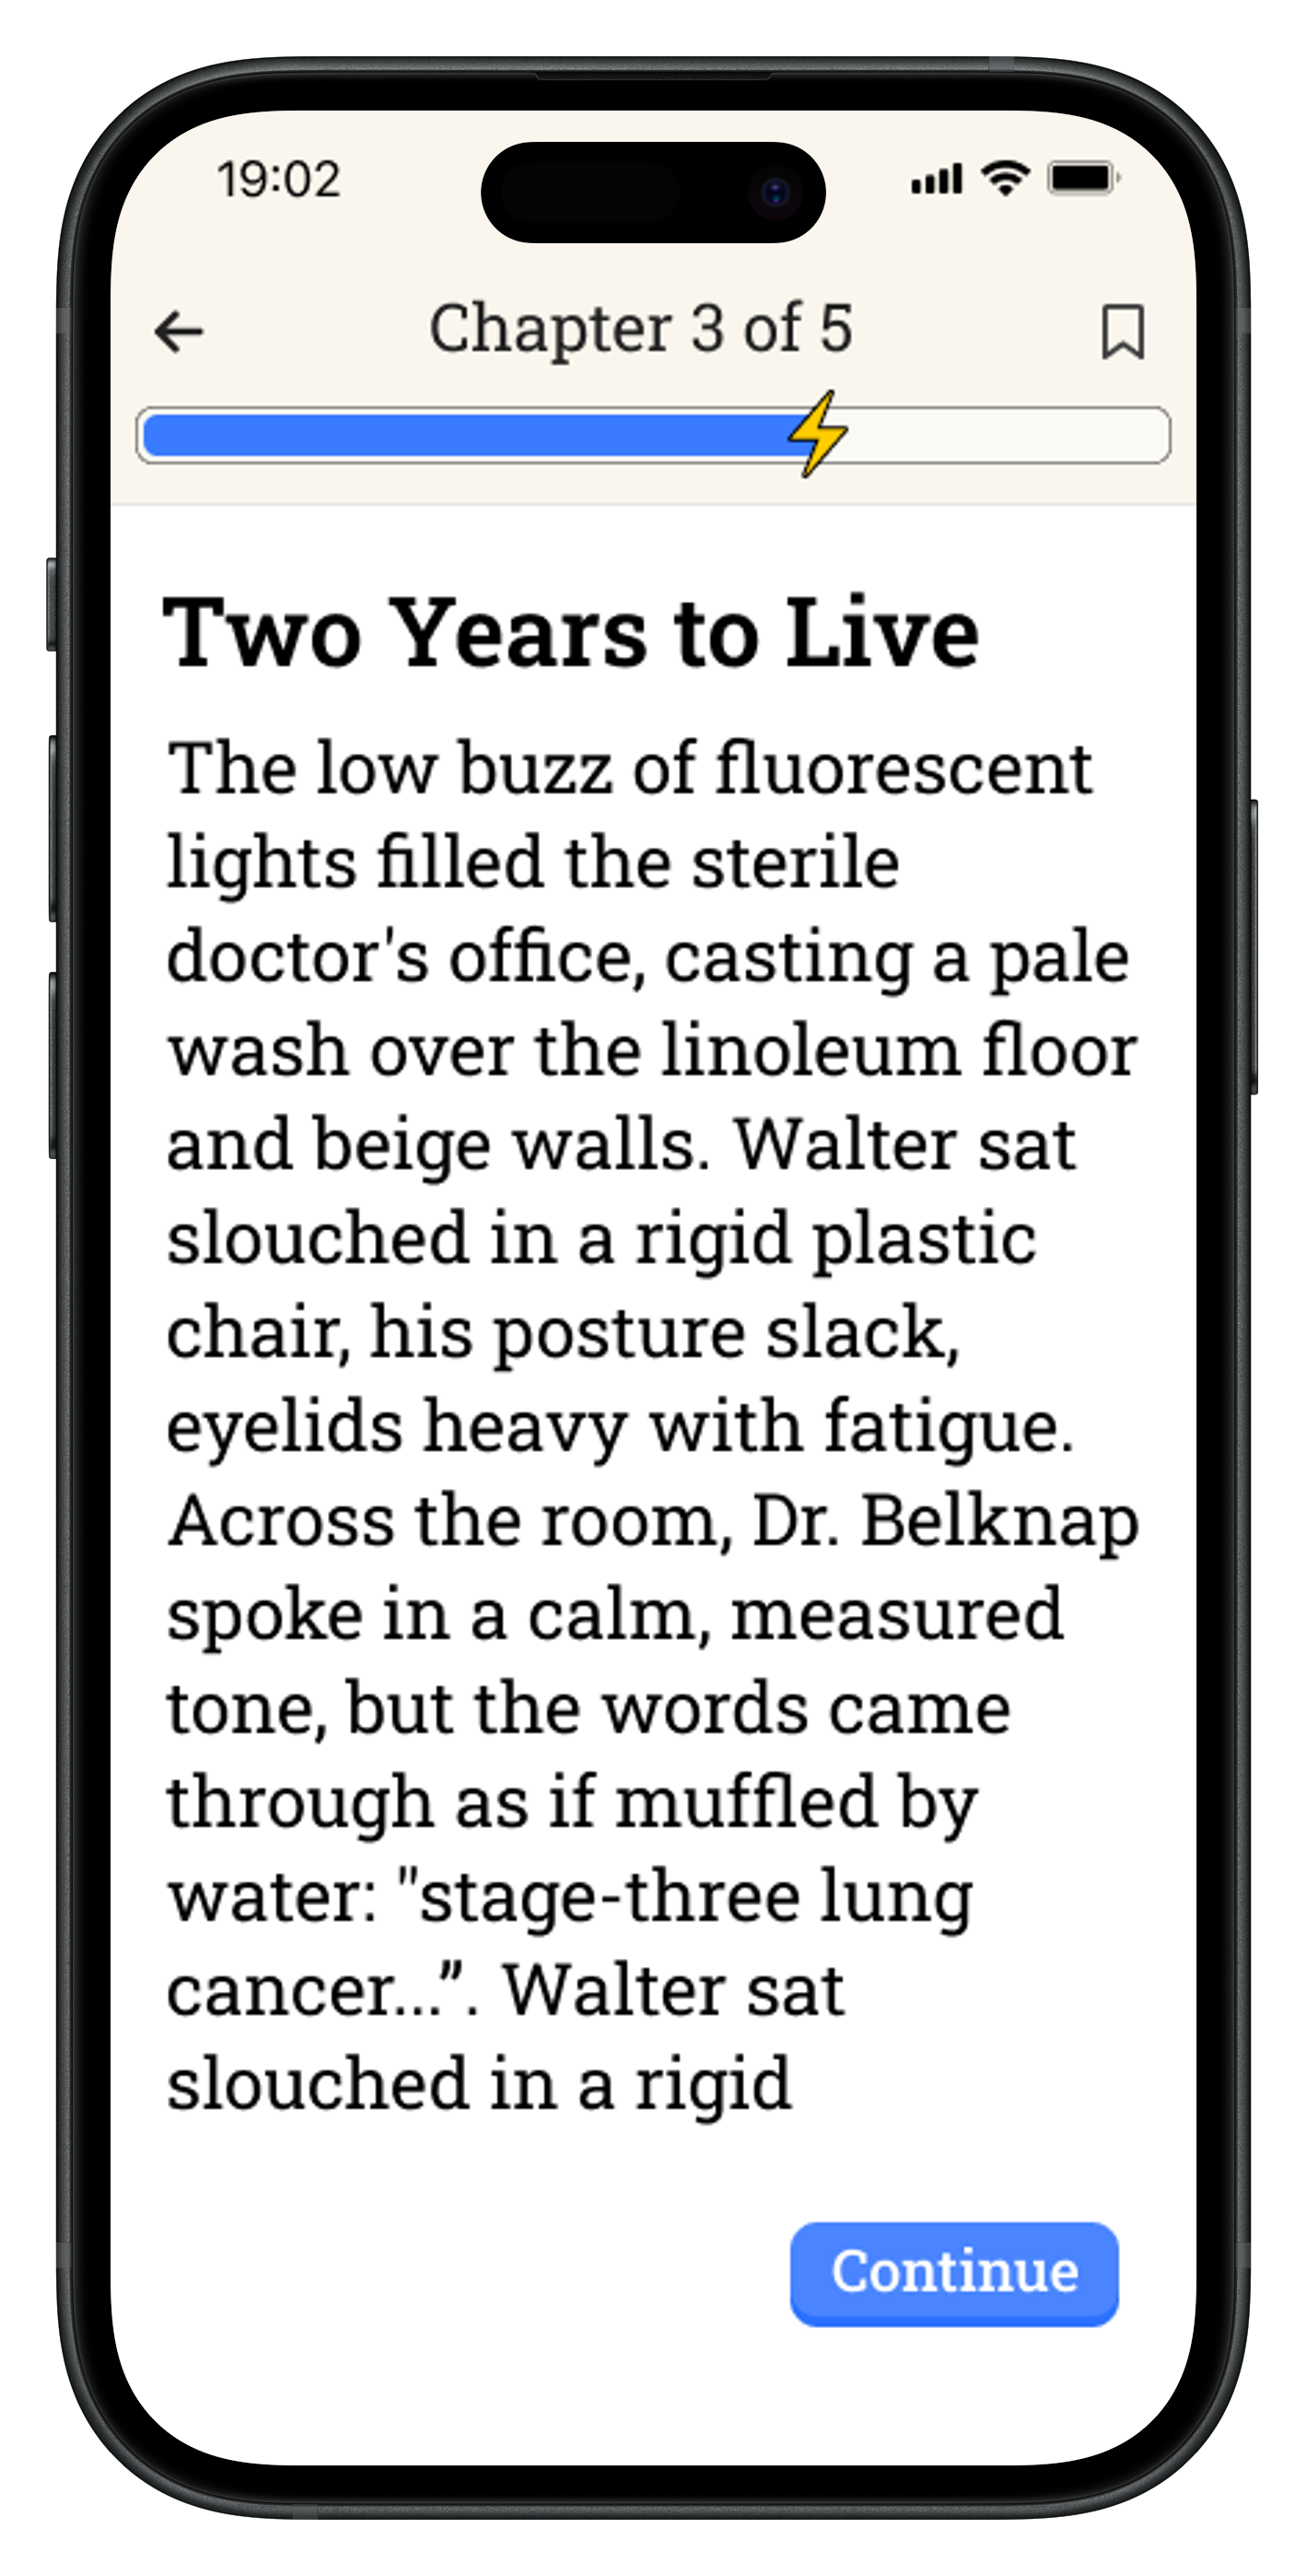 19:02
Chapter 3 of 5
Two Years to Live
The low buzz of fluorescent
lights filled the sterile
doctor's office, casting a pale
wash over the linoleum floor
and beige walls. Walter sat
slouched in a rigid plastic
chair, his posture slack,
eyelids heavy with fatigue.
Across the room, Dr. Belknap
spoke in a calm, measured
tone, but the words came
through as if muffled by
water: "stage-three lung
cancer...”. Walter sat
slouched in a rigid
Continue